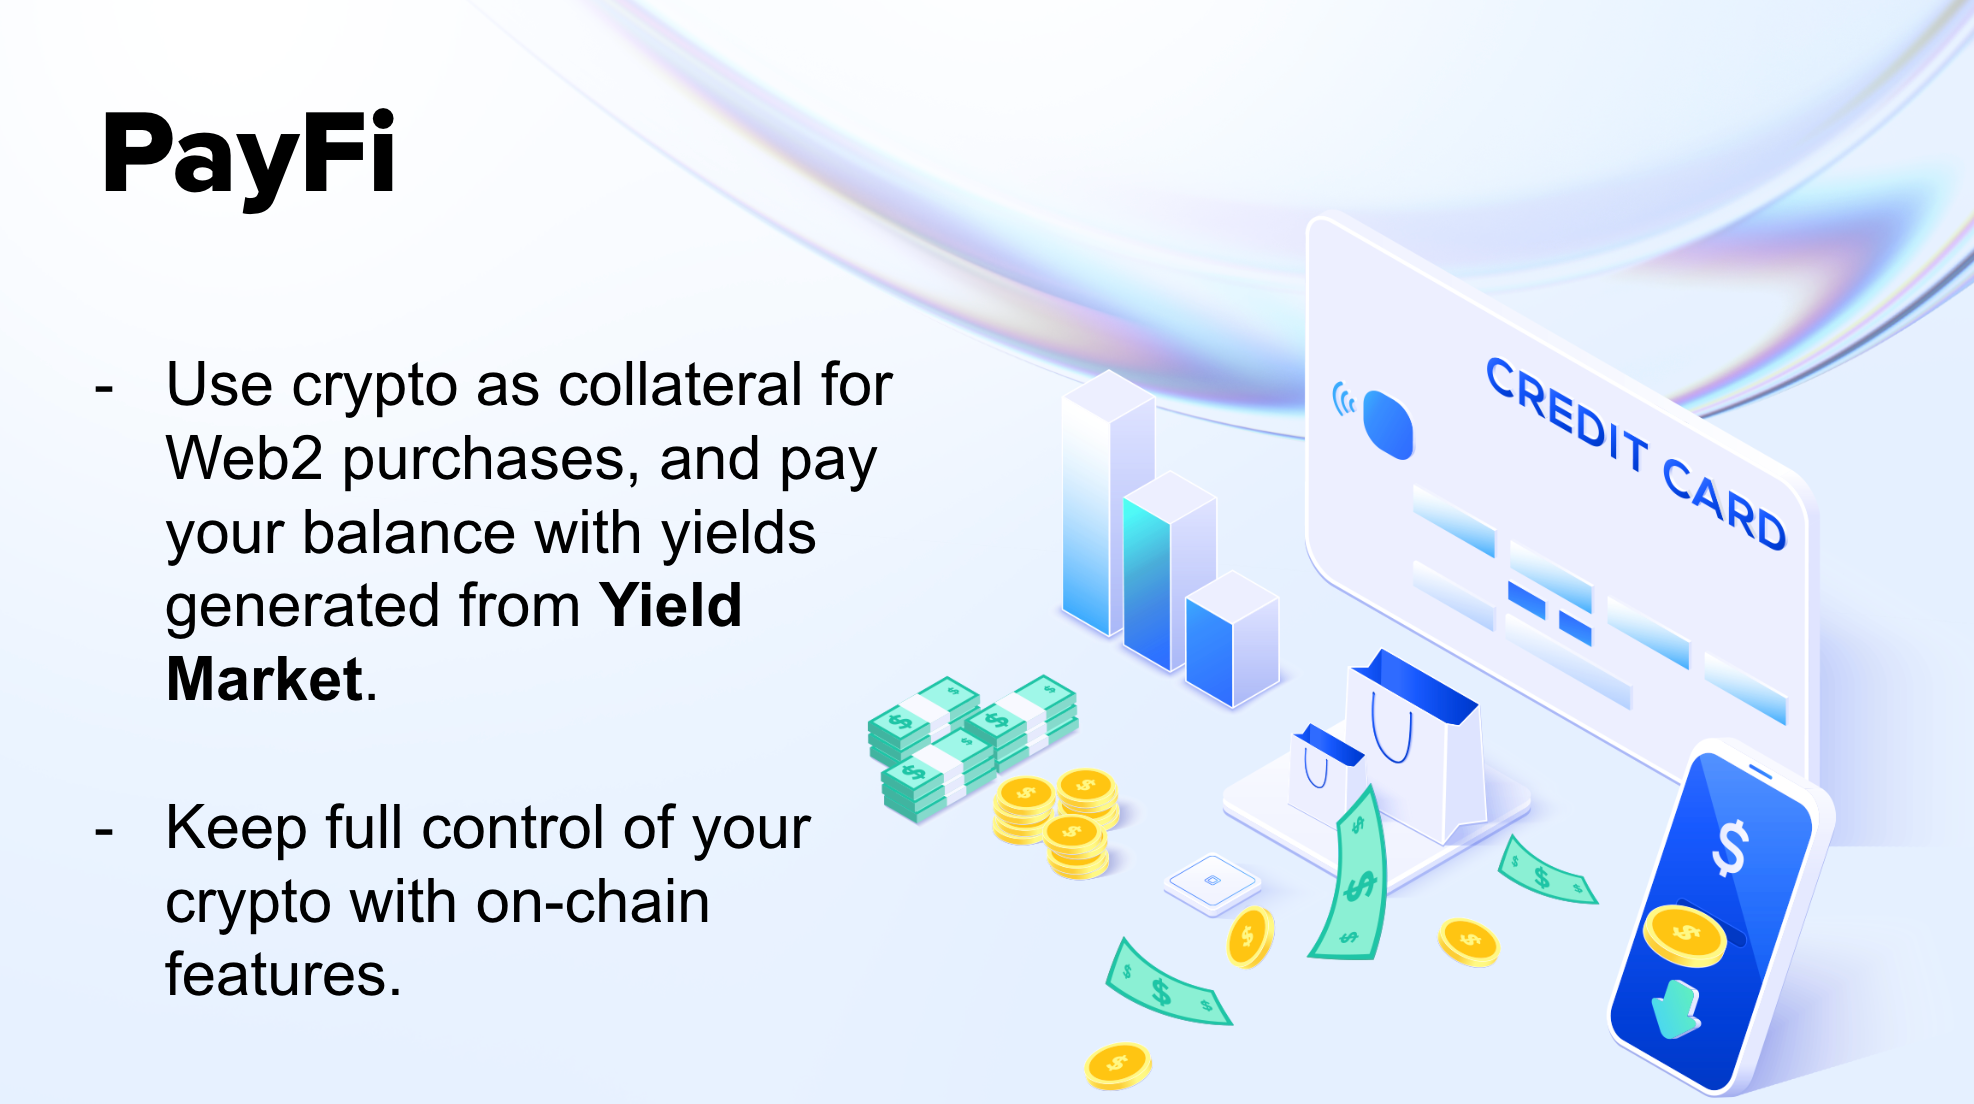 PayFi
- Use crypto as collateral for
Web2 purchases, and pay
your balance with yields
generated from Yield
Market.
- Keep full control of your
crypto with on-chain
features.
CREDIT CARD
$